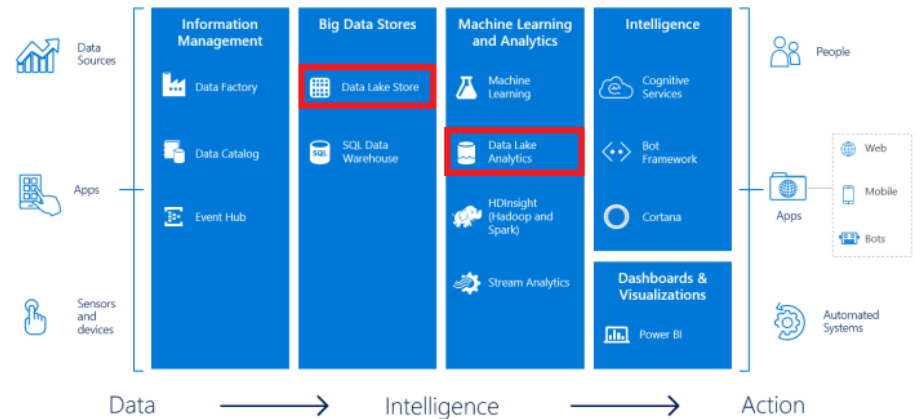 Data
Sources
Apps
Sensors
and
devices
Information
Management
Data Factory
Data Catalog
Event Hub
Big Data Stores
Data Lake Store
SQL
SQL Data
Warehouse
Machine Learning
and Analytics
Machine
Learning
Data Lake
Analytics
HDInsight
(Hadoop and
Spark)
Stream Analytics
Intelligence
Cognitive
Services
Bot
Framework
Cortana
Dashboards &
Visualizations
Power BI
People
Apps
Web
Mobile
Bots
Automated
Systems
Data
Intelligence
Action